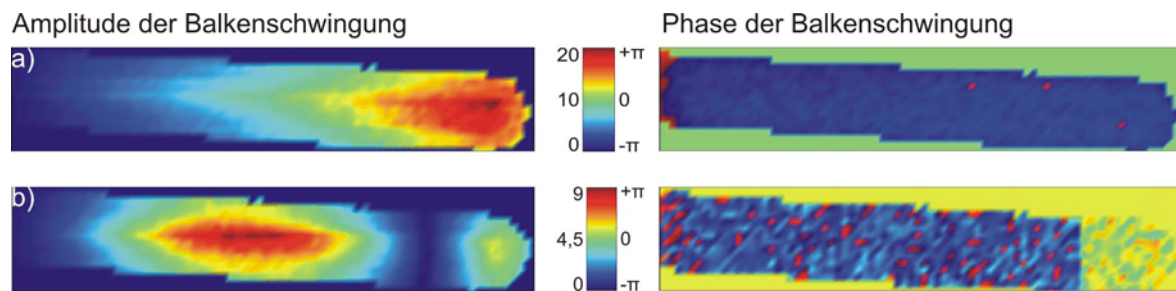 Amplitude der Balkenschwingung
Phase der Balkenschwingung
a)
20 +π
10 0
0 -π
b)
9 +π
4,5 0
0 -π